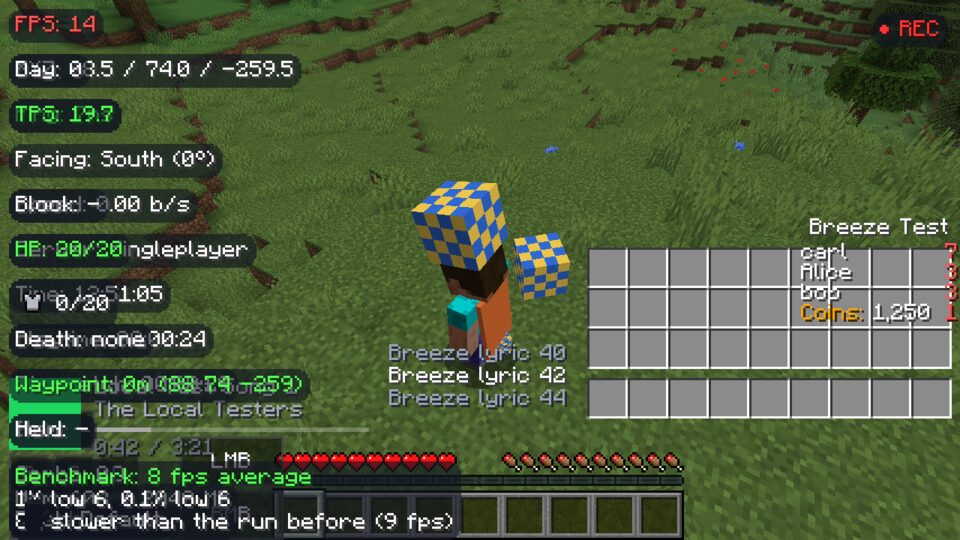 FPS: 14
REC
Day:
.5 / 74.0 / -259.5
TPS: 19.7
Facing: South (0°)
Block: -
.00 b/s
Breeze Test
HP: 20/20
ingleplayer
carl 7
Alice 3
bob 3
Coins: 1,250 1
0/20
51:05
Death: none
00:24
Breeze lyric 40
Breeze lyric 42
Breeze lyric 44
Waypoint: 0m (88 74 -259)
The Local Testers
Held: -
0:42 / 3:21
LMB
Benchmark: 8 fps average
1% low 6, 0.1% low 6
slower than the run before (9 fps)